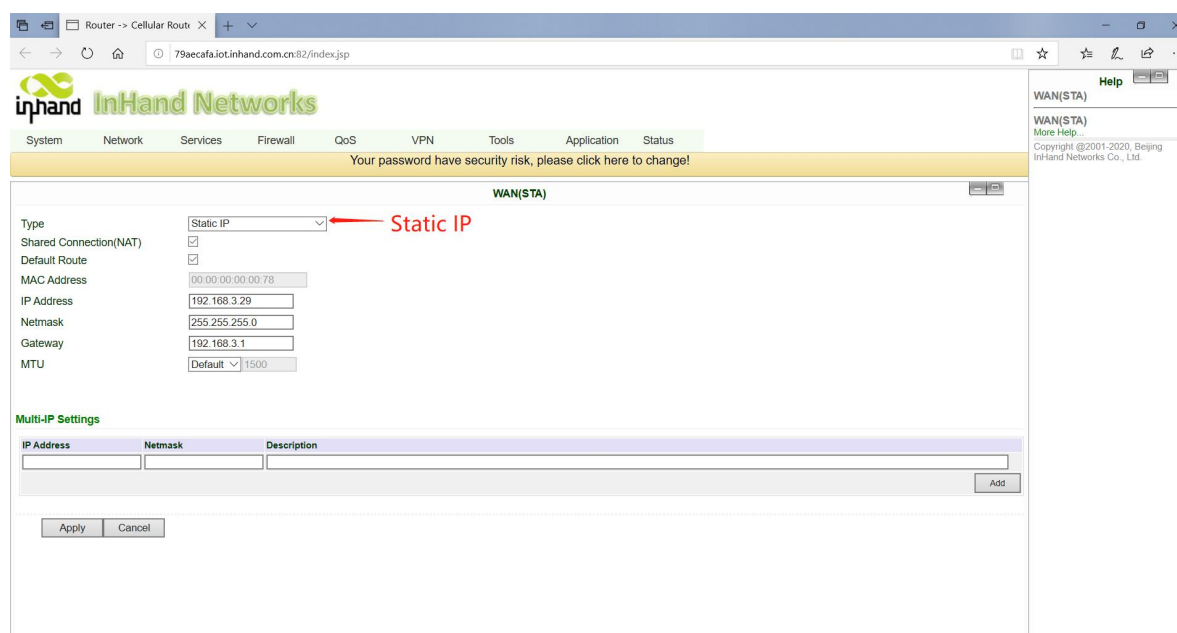 Router -> Cellular Route
79aecafa.iot.inhand.com.cn:82/index.jsp
inhand InHand Networks
System Network Services Firewall QoS VPN Tools Application Status
Your password have security risk, please click here to change!
WAN(STA)
Type Static IP
Static IP
Shared Connection(NAT)
Default Route
MAC Address 00:00:00:00:00:78
IP Address 192.168.3.29
Netmask 255.255.255.0
Gateway 192.168.3.1
MTU Default 1500
Multi-IP Settings
IP Address Netmask Description
Add
Apply Cancel
Help
WAN(STA)
WAN(STA)
More Help...
Copyright @2001-2020, Beijing
InHand Networks Co., Ltd.